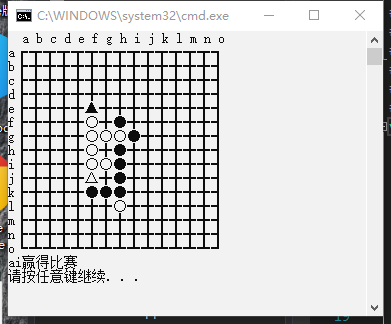 C:\WINDOWS\system32\cmd.exe
a b c d e f g h i j k l m n o
a
b
c
d
e
f
g
h
i
j
k
l
m
n
o
ai赢得比赛
请按任意键继续. . .